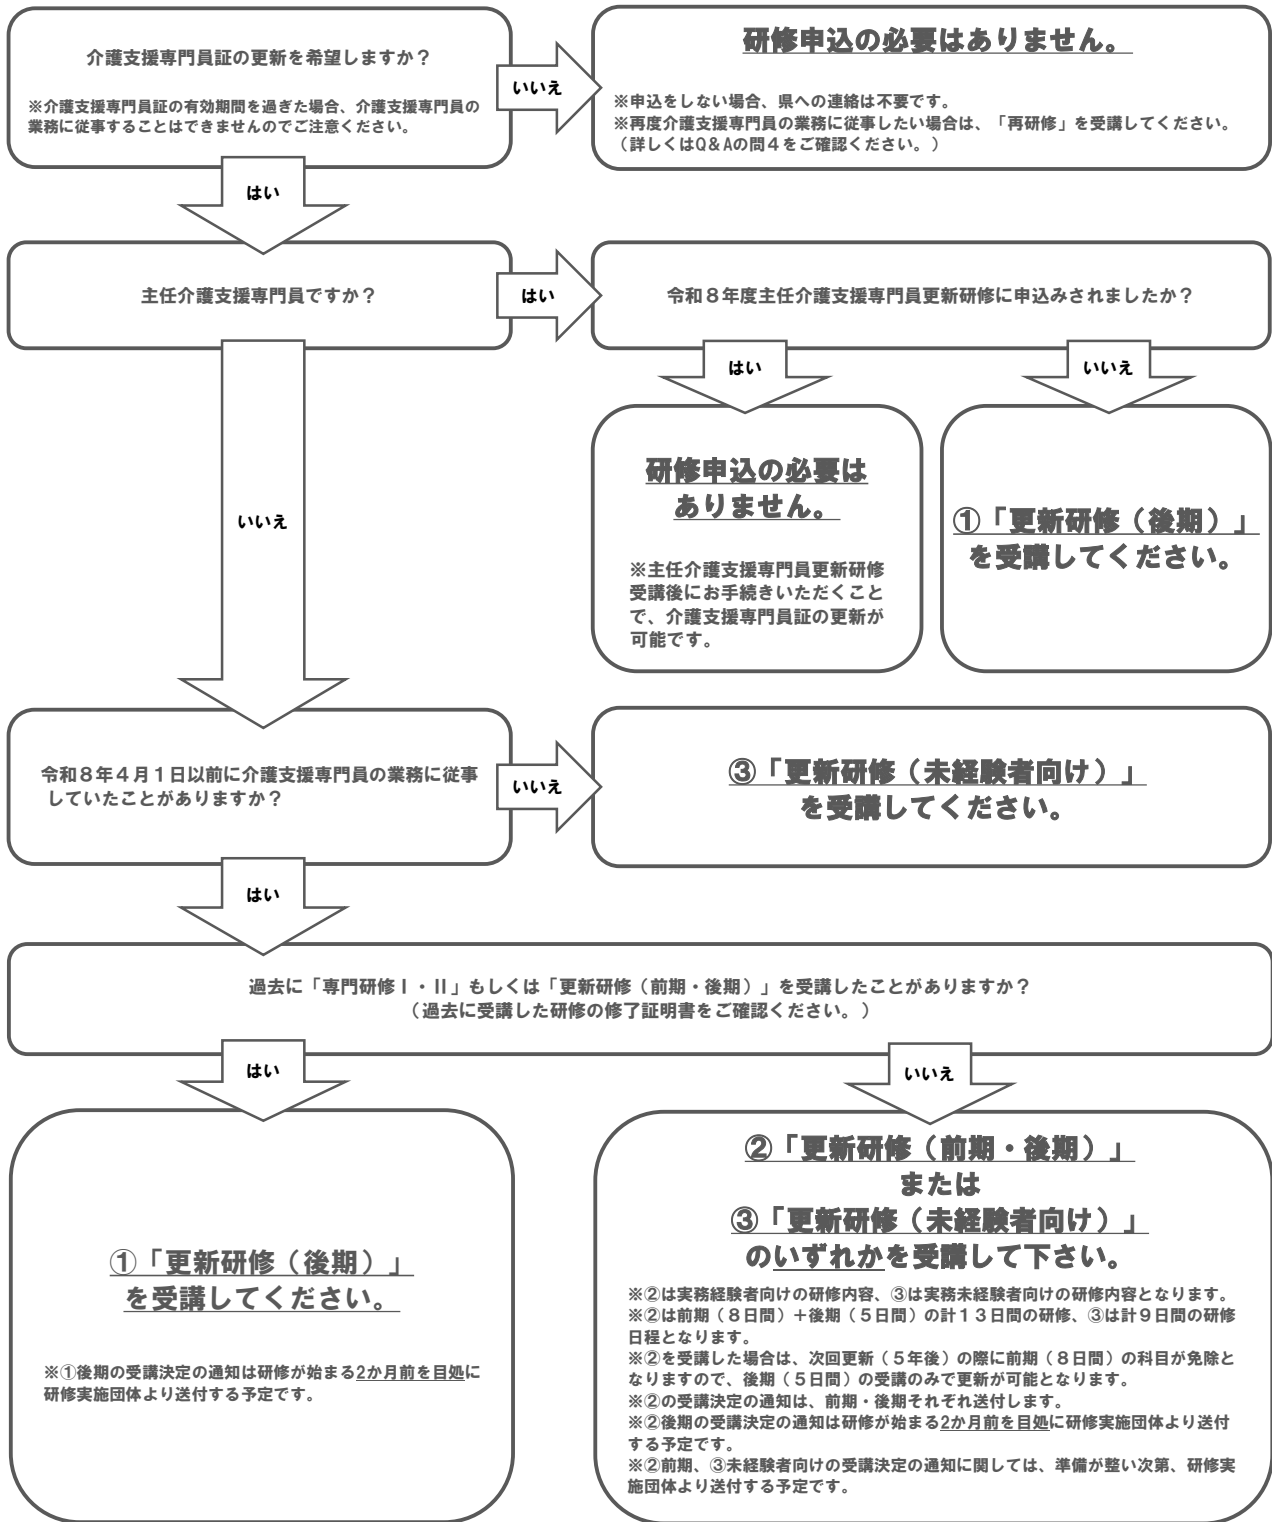 介護支援専門員証の更新を希望しますか？
※介護支援専門員証の有効期間を過ぎた場合、介護支援専門員の
業務に従事することはできませんのでご注意ください。
いいえ
研修申込の必要はありません。
※申込をしない場合、県への連絡は不要です。
※再度介護支援専門員の業務に従事したい場合は、「再研修」を受講してください。
（詳しくはQ&Aの問４をご確認ください。）
はい
主任介護支援専門員ですか？
はい
令和８年度主任介護支援専門員更新研修に申込みされましたか？
はい
いいえ
研修申込の必要は
ありません。
※主任介護支援専門員更新研修
受講後にお手続きいただくこと
で、介護支援専門員証の更新が
可能です。
①「更新研修（後期）」
を受講してください。
いいえ
令和８年４月１日以前に介護支援専門員の業務に従事
していたことがありますか？
いいえ
③「更新研修（未経験者向け）」
を受講してください。
はい
過去に「専門研修Ⅰ・Ⅱ」もしくは「更新研修（前期・後期）」を受講したことがありますか？
（過去に受講した研修の修了証明書をご確認ください。）
はい
いいえ
①「更新研修（後期）」
を受講してください。
※①後期の受講決定の通知は研修が始まる2か月前を目処に
研修実施団体より送付する予定です。
②「更新研修（前期・後期）」
または
③「更新研修（未経験者向け）」
のいずれかを受講して下さい。
※②は実務経験者向けの研修内容、③は実務未経験者向けの研修内容となります。
※②は前期（８日間）＋後期（５日間）の計１３日間の研修、③は計９日間の研修
日程となります。
※②を受講した場合は、次回更新（５年後）の際に前期（８日間）の科目が免除と
なりますので、後期（５日間）の受講のみで更新が可能となります。
※②の受講決定の通知は、前期・後期それぞれ送付します。
※②後期の受講決定の通知は研修が始まる2か月前を目処に研修実施団体より送付
する予定です。
※②前期、③未経験者向けの受講決定の通知に関しては、準備が整い次第、研修実
施団体より送付する予定です。